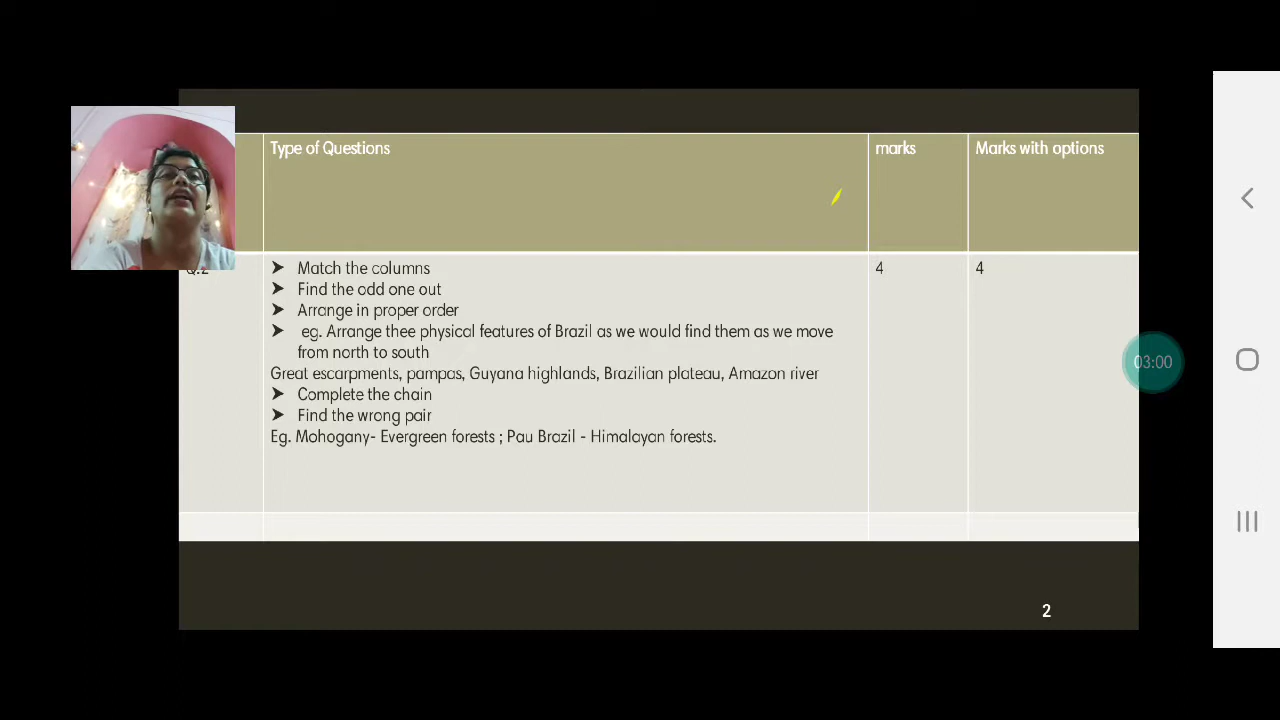 Type of Questions
marks
Marks with options
Q.2
➤ Match the columns
4
4
➤ Find the odd one out
➤ Arrange in proper order
➤ eg. Arrange thee physical features of Brazil as we would find them as we move
from north to south
Great escarpments, pampas, Guyana highlands, Brazilian plateau, Amazon river
➤ Complete the chain
➤ Find the wrong pair
Eg. Mohogany- Evergreen forests ; Pau Brazil - Himalayan forests.
03:00
2